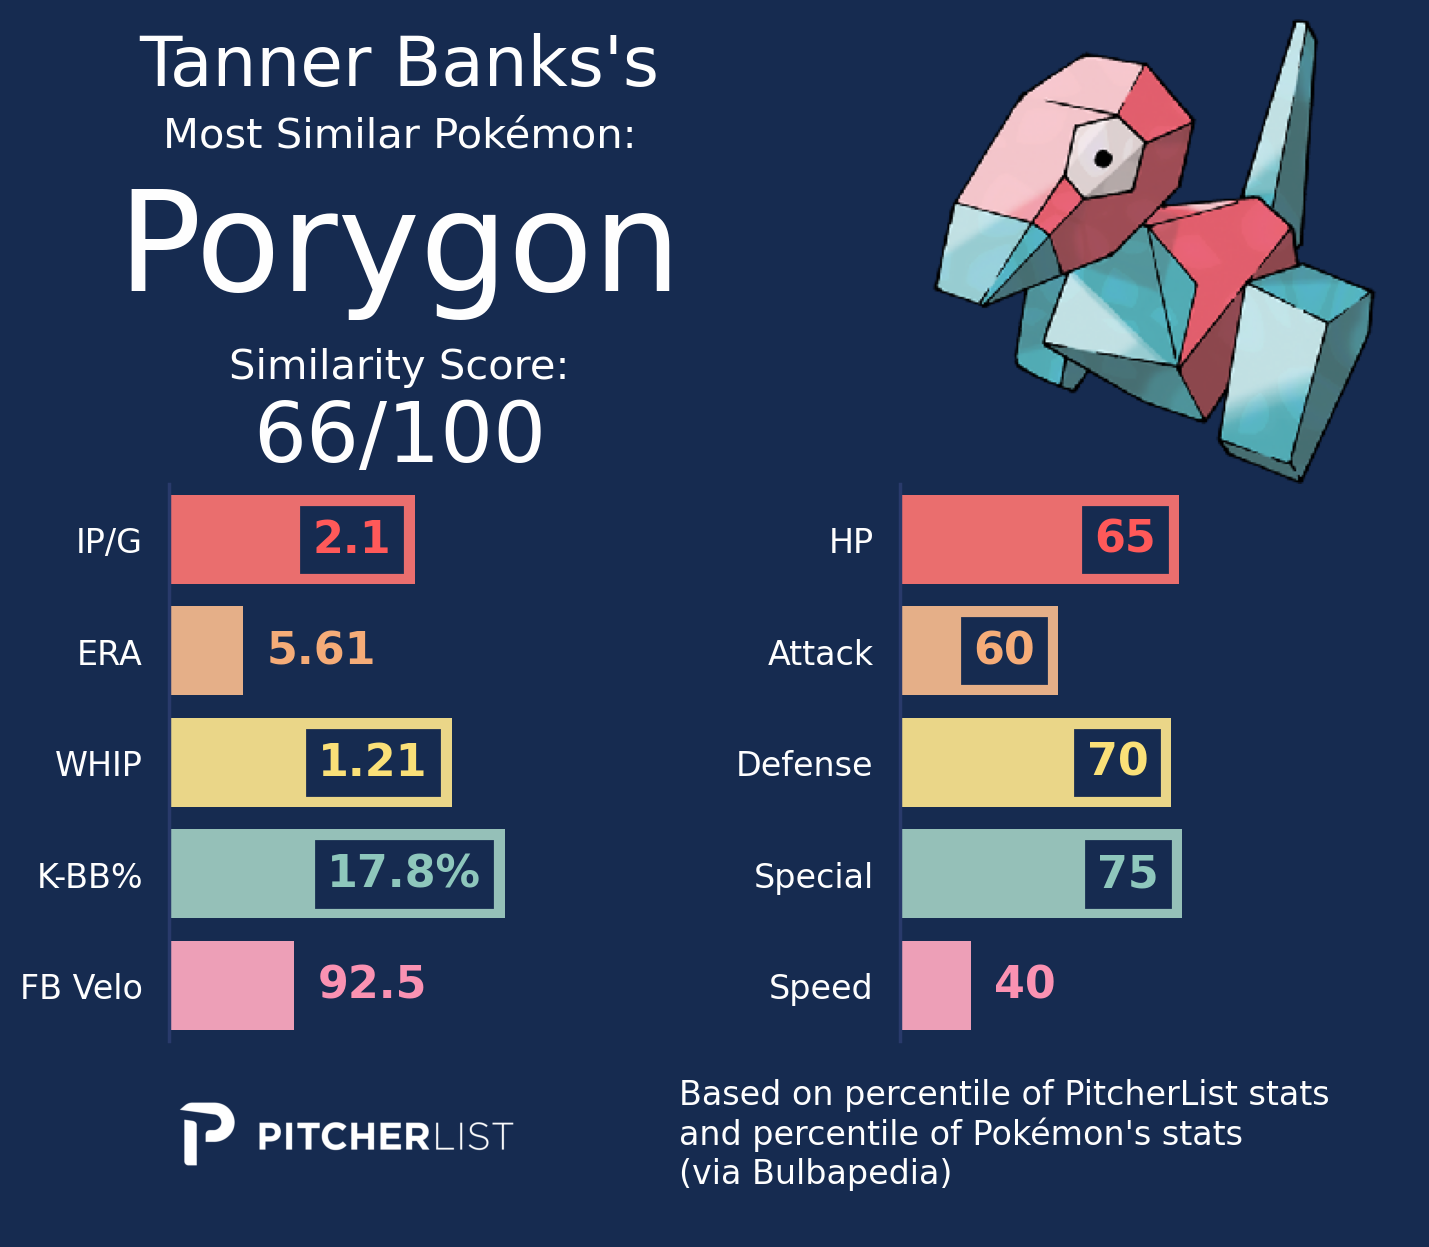 Tanner Banks's
Most Similar Pokémon:
Porygon
Similarity Score:
66/100
IP/G 2.1
ERA 5.61
WHIP 1.21
K-BB% 17.8%
FB Velo 92.5
HP 65
Attack 60
Defense 70
Special 75
Speed 40
PITCHERLIST
Based on percentile of PitcherList stats
and percentile of Pokémon's stats
(via Bulbapedia)